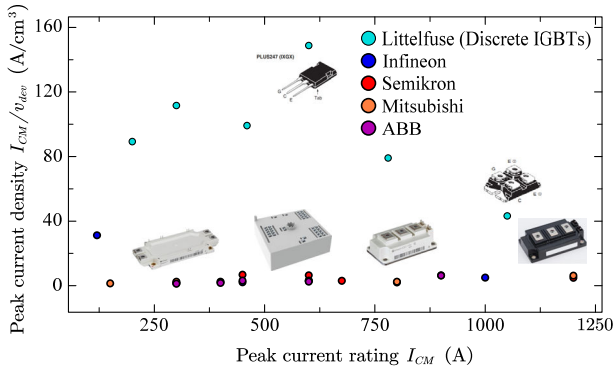 Peak current density I_CM/v_dev (A/cm³)
160
120
80
40
0
Littelfuse (Discrete IGBTs)
Infineon
Semikron
Mitsubishi
ABB
PLUS247 (IXGX)
G
C
E
Tab
G
E
C
E
250
500
750
1000
1250
Peak current rating I_CM (A)